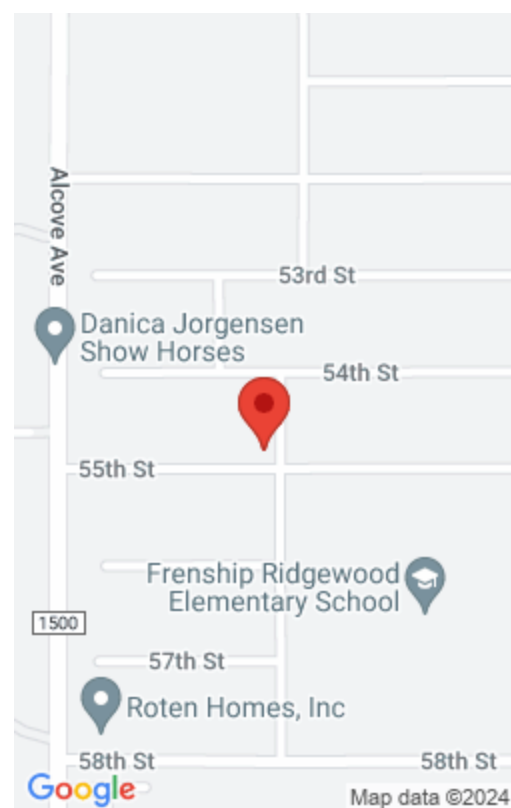 Alcove Ave
53rd St
Danica Jorgensen
Show Horses
54th St
55th St
Frenship Ridgewood
Elementary School
1500
57th St
Roten Homes, Inc
58th St
58th St
Google
Map data ©2024